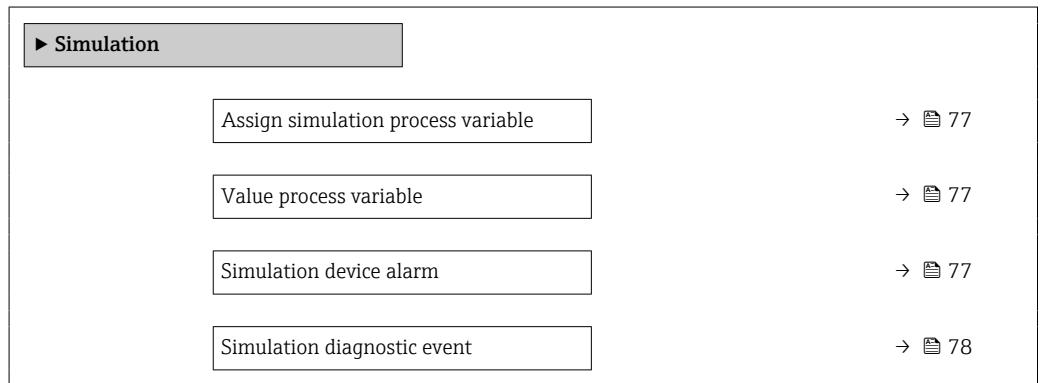 ▶ Simulation
Assign simulation process variable → 77
Value process variable → 77
Simulation device alarm → 77
Simulation diagnostic event → 78